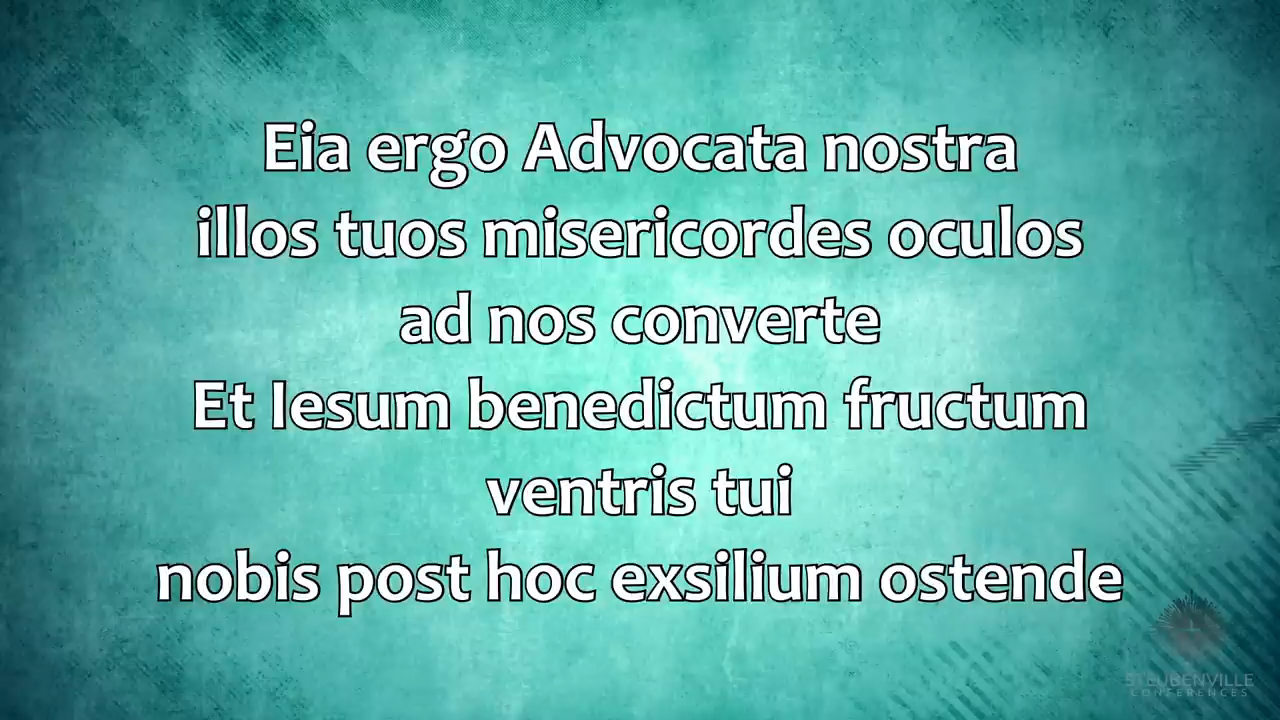 Eia ergo Advocata nostra
illos tuos misericordes oculos
ad nos converte
Et Iesum benedictum fructum
ventris tui
nobis post hoc exsilium ostende
STEUBENVILLE
CONFERENCES